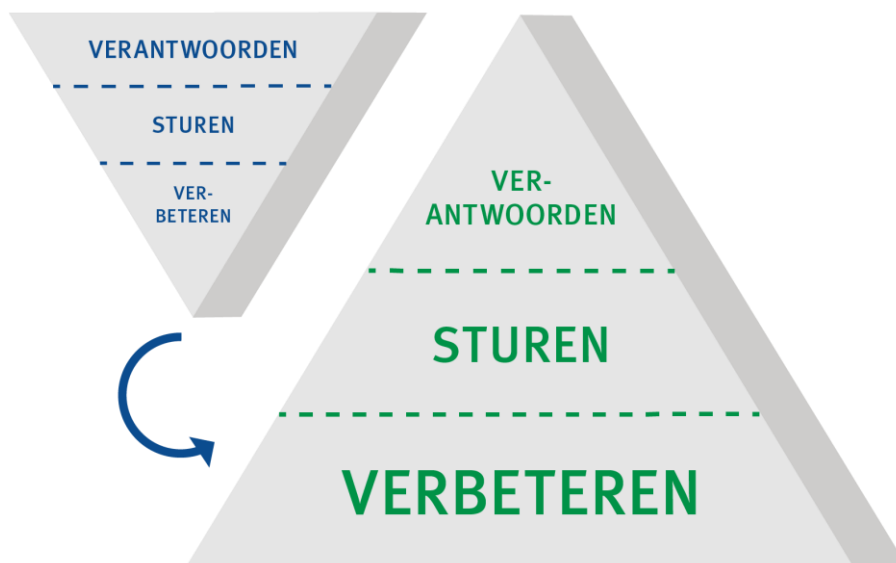 VERANTWOORDEN
STUREN
VER-
BETEREN
VER-
ANTWOORDEN
STUREN
VERBETEREN